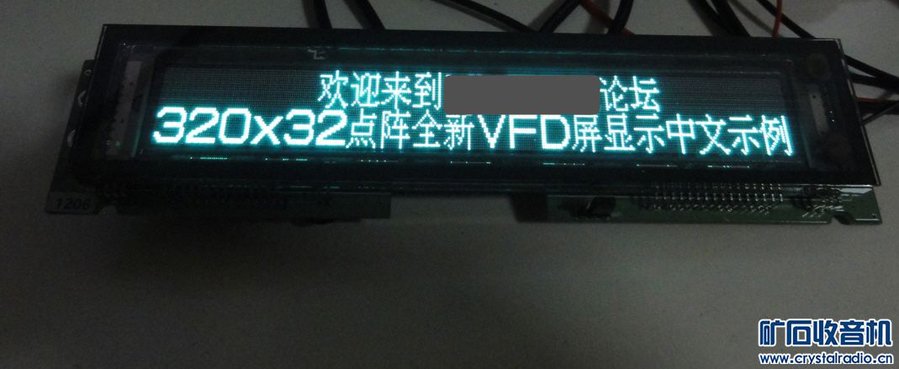 欢迎来到 论坛
320x32点阵全新VFD屏显示中文示例
1206
矿石收音机
www.crystalradio.cn